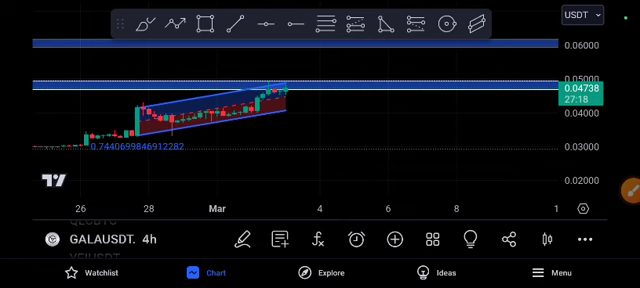 USDT
0.06000
0.05000
0.04738
27:18
0.04000
0.7440699846912282
0.03000
0.02000
26 28 Mar 4 6 8 1
GALAUSDT. 4h
Watchlist Chart Explore Ideas Menu